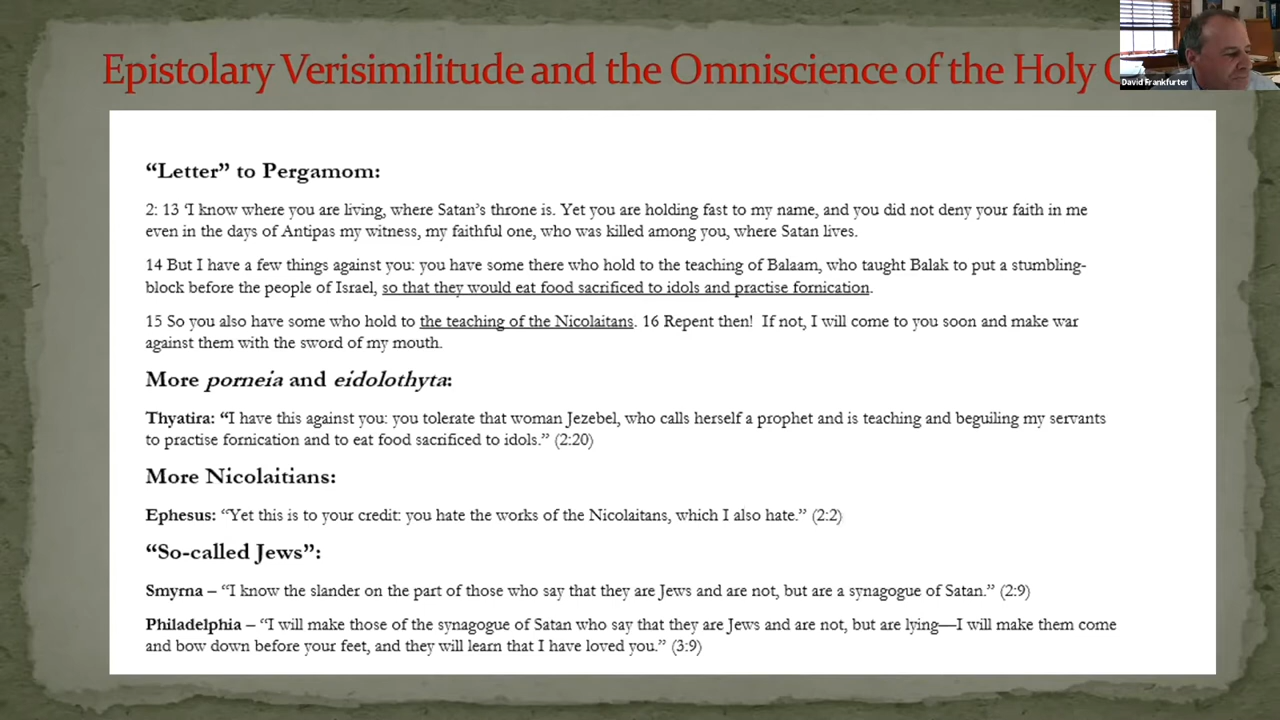 Epistolary Verisimilitude and the Omniscience of the Holy
David Frankfurter
“Letter” to Pergamom:
2: 13 ‘I know where you are living, where Satan’s throne is. Yet you are holding fast to my name, and you did not deny your faith in me
even in the days of Antipas my witness, my faithful one, who was killed among you, where Satan lives.
14 But I have a few things against you: you have some there who hold to the teaching of Balaam, who taught Balak to put a stumbling-
block before the people of Israel, so that they would eat food sacrificed to idols and practise fornication.
15 So you also have some who hold to the teaching of the Nicolaitans. 16 Repent then! If not, I will come to you soon and make war
against them with the sword of my mouth.
More porneia and eidolothyta:
Thyatira: “I have this against you: you tolerate that woman Jezebel, who calls herself a prophet and is teaching and beguiling my servants
to practise fornication and to eat food sacrificed to idols.” (2:20)
More Nicolaitians:
Ephesus: “Yet this is to your credit: you hate the works of the Nicolaitans, which I also hate.” (2:2)
“So-called Jews”:
Smyrna – “I know the slander on the part of those who say that they are Jews and are not, but are a synagogue of Satan.” (2:9)
Philadelphia – “I will make those of the synagogue of Satan who say that they are Jews and are not, but are lying—I will make them come
and bow down before your feet, and they will learn that I have loved you.” (3:9)